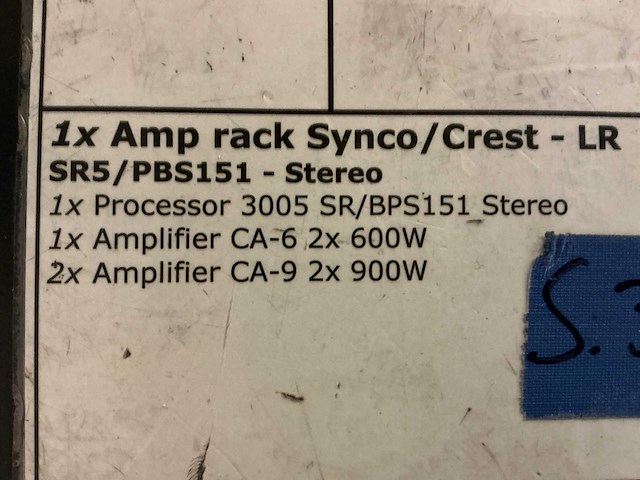 1x Amp rack Synco/Crest - LR
SR5/PBS151 - Stereo
1x Processor 3005 SR/BPS151 Stereo
1x Amplifier CA-6 2x 600W
2x Amplifier CA-9 2x 900W
S.